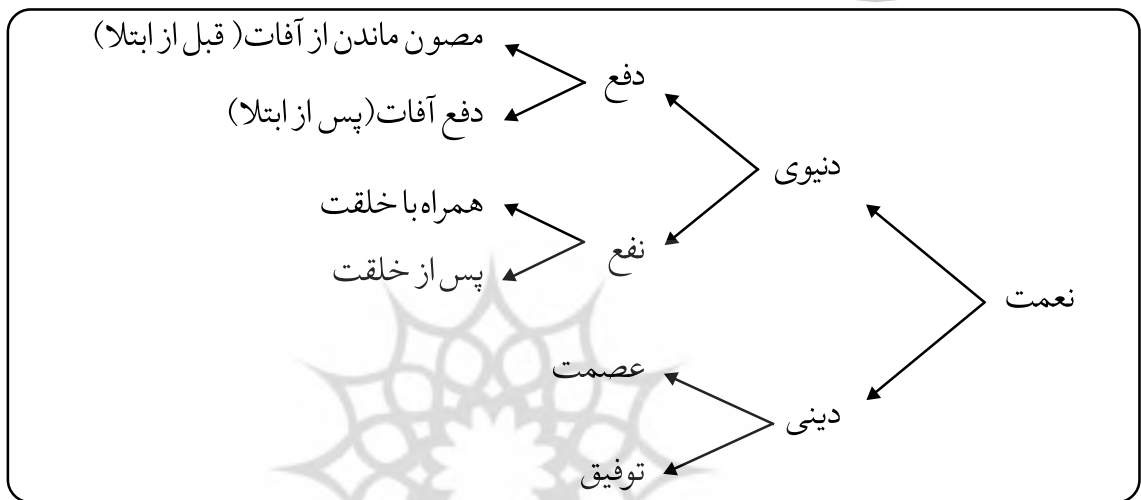 نعمت
دنیوی
دفع
مصون ماندن از آفات( قبل از ابتلا)
دفع آفات(پس از ابتلا)
نفع
همراه با خلقت
پس از خلقت
دینی
عصمت
توفیق